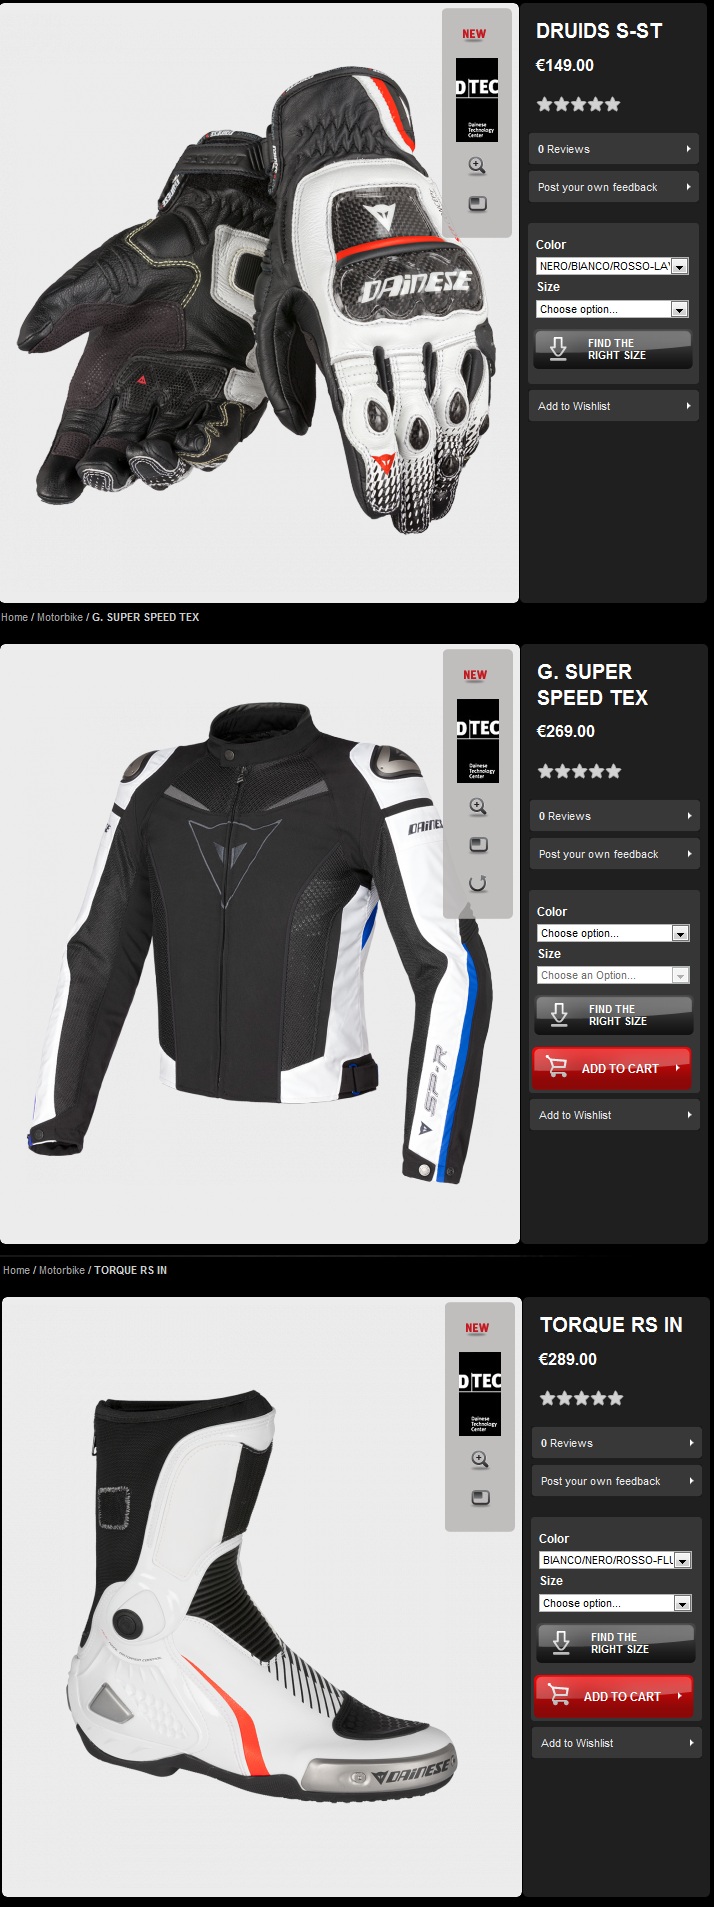 NEW
D|TEC
Dainese
Technology
Center
DAINESE
DRUIDS S-ST
€149.00
0 Reviews
Post your own feedback
Color
NERO/BIANCO/ROSSO-LA
Size
Choose option...
FIND THE
RIGHT SIZE
Add to Wishlist
Home / Motorbike / G. SUPER SPEED TEX
NEW
D|TEC
Dainese
Technology
Center
DAINES
SP-R
G. SUPER
SPEED TEX
€269.00
0 Reviews
Post your own feedback
Color
Choose option...
Size
Choose an Option...
FIND THE
RIGHT SIZE
ADD TO CART
Add to Wishlist
Home / Motorbike / TORQUE RS IN
NEW
D|TEC
Dainese
Technology
Center
DAINESE
TORQUE RS IN
€289.00
0 Reviews
Post your own feedback
Color
BIANCO/NERO/ROSSO-FLU
Size
Choose option...
FIND THE
RIGHT SIZE
ADD TO CART
Add to Wishlist